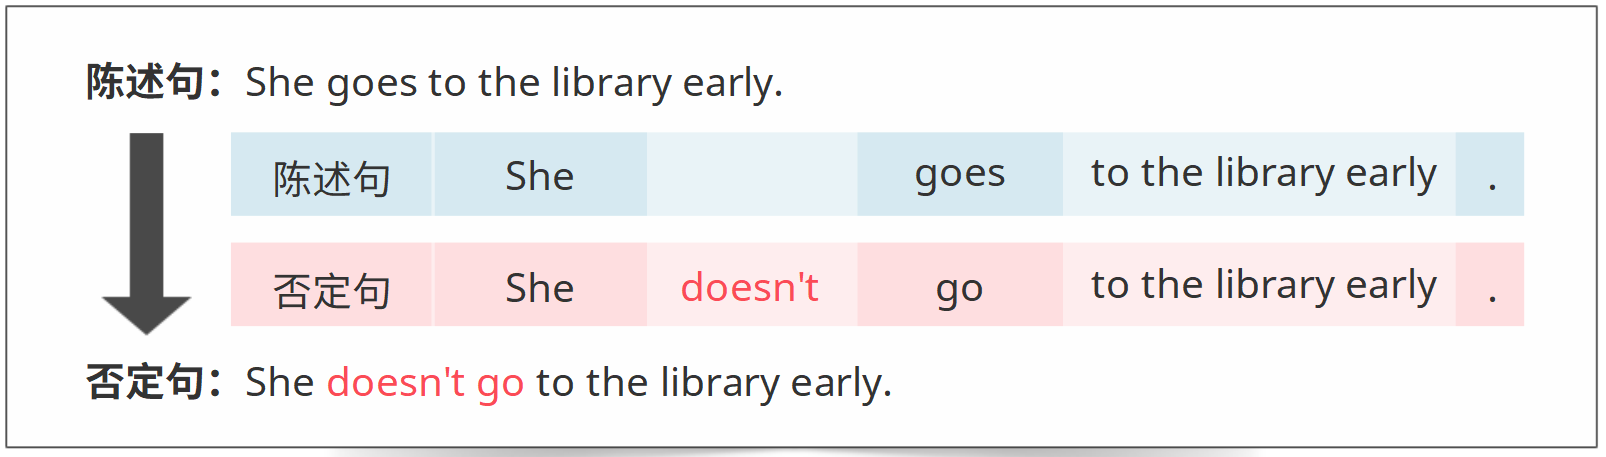 陈述句：She goes to the library early.
陈述句 She goes to the library early .
否定句 She doesn't go to the library early .
否定句：She doesn't go to the library early.